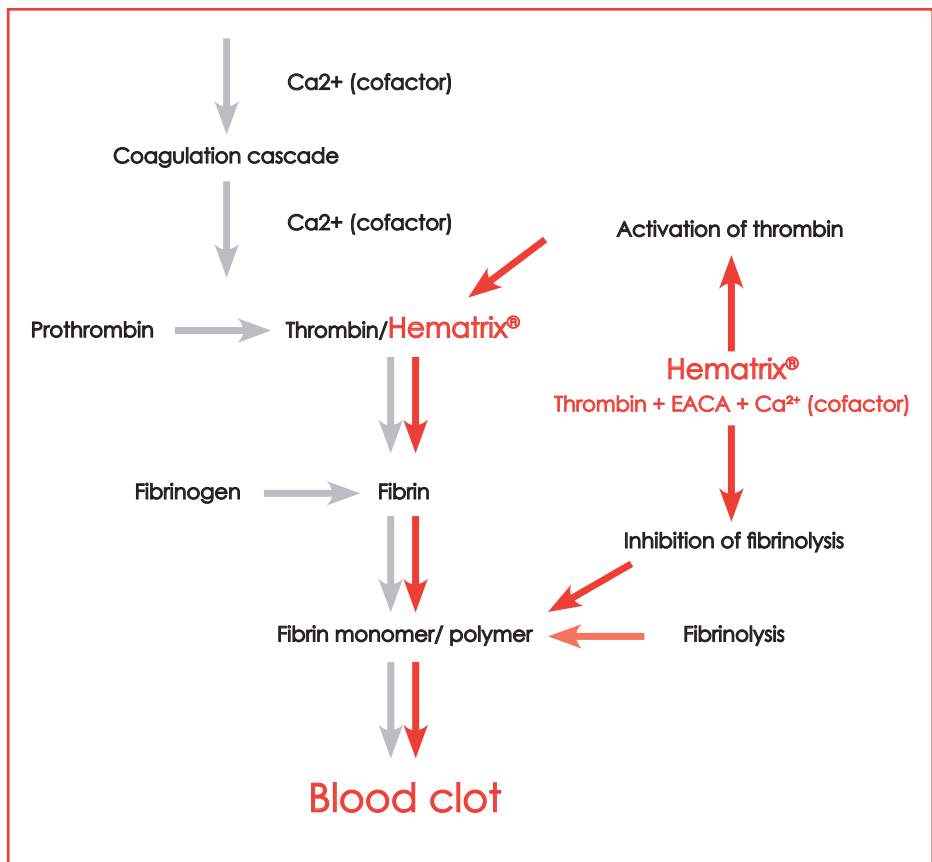 Ca2+ (cofactor)
Coagulation cascade
Ca2+ (cofactor)
Activation of thrombin
Prothrombin
Thrombin/Hematrix®
Hematrix®
Thrombin + EACA + Ca²⁺ (cofactor)
Fibrinogen
Fibrin
Inhibition of fibrinolysis
Fibrin monomer/ polymer
Fibrinolysis
Blood clot